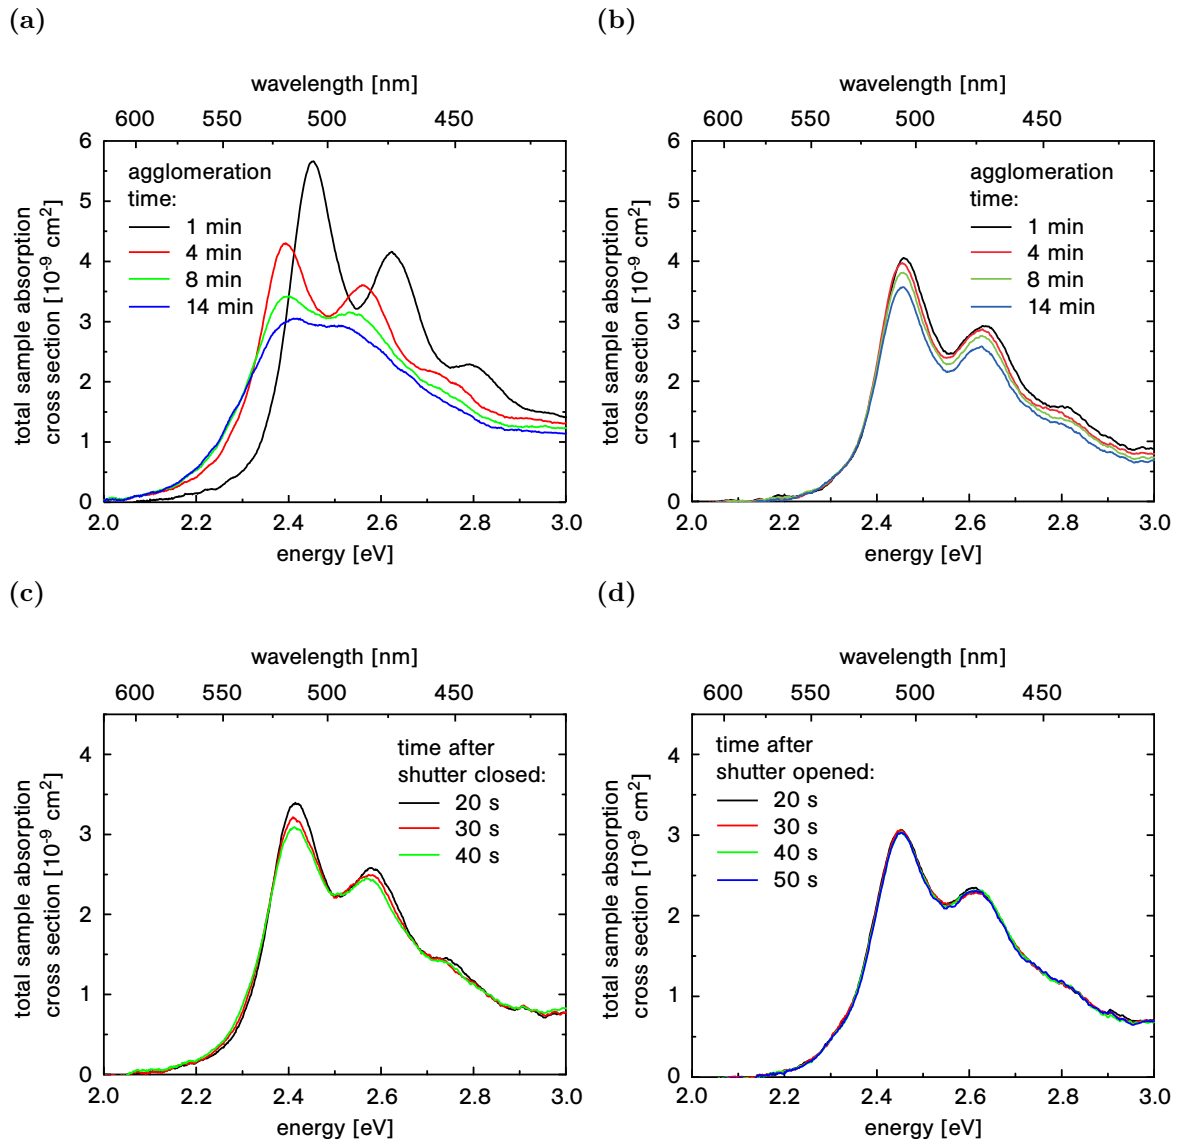 (a)
wavelength [nm]
600 550 500 450
6
5
4
3
2
1
0
total sample absorption
cross section [10⁻⁹ cm²]
agglomeration
time:
1 min
4 min
8 min
14 min
2.0 2.2 2.4 2.6 2.8 3.0
energy [eV]
(b)
wavelength [nm]
600 550 500 450
6
5
4
3
2
1
0
total sample absorption
cross section [10⁻⁹ cm²]
agglomeration
time:
1 min
4 min
8 min
14 min
2.0 2.2 2.4 2.6 2.8 3.0
energy [eV]
(c)
wavelength [nm]
600 550 500 450
4
3
2
1
0
total sample absorption
cross section [10⁻⁹ cm²]
time after
shutter closed:
20 s
30 s
40 s
2.0 2.2 2.4 2.6 2.8 3.0
energy [eV]
(d)
wavelength [nm]
600 550 500 450
4
3
2
1
0
total sample absorption
cross section [10⁻⁹ cm²]
time after
shutter opened:
20 s
30 s
40 s
50 s
2.0 2.2 2.4 2.6 2.8 3.0
energy [eV]